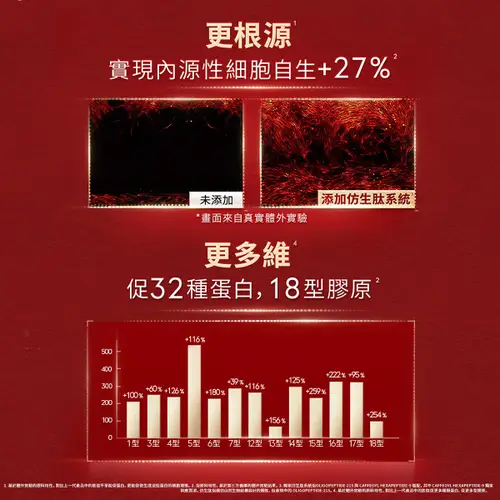 更根源¹
實現內源性細胞自生+27%²
未添加
添加仿生肽系統
*畫面來自真實體外實驗
更多維⁴
促32種蛋白，18型膠原²
500
400
300
200
100
0
+100% +60% +126% +116% +180% +39% +116% +156% +125% +259% +222% +95% +254%
1型 3型 4型 5型 6型 7型 12型 13型 14型 15型 16型 17型 18型